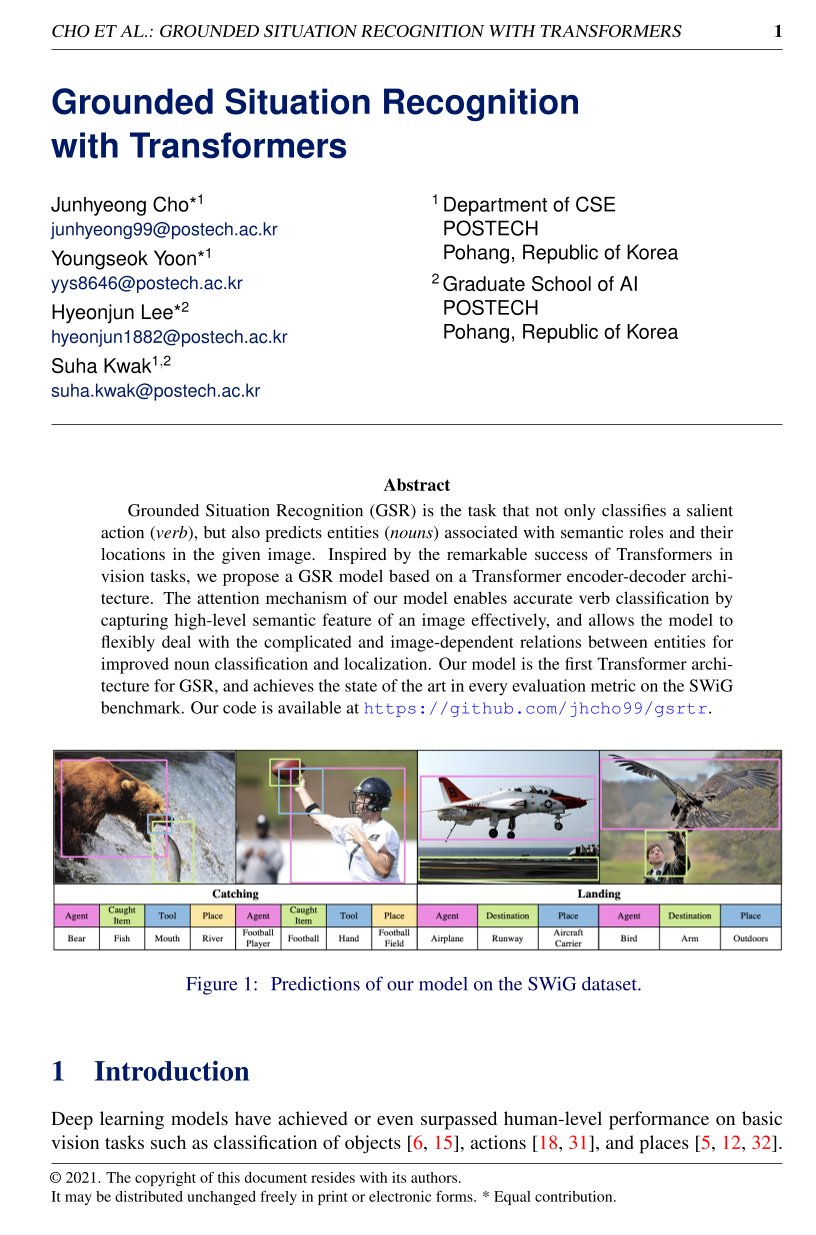 CHO ET AL.: GROUNDED SITUATION RECOGNITION WITH TRANSFORMERS 1
Grounded Situation Recognition
with Transformers
Junhyeong Cho*1
junhyeong99@postech.ac.kr
Youngseok Yoon*1
yys8646@postech.ac.kr
Hyeonjun Lee*2
hyeonjun1882@postech.ac.kr
Suha Kwak1,2
suha.kwak@postech.ac.kr
1 Department of CSE
POSTECH
Pohang, Republic of Korea
2 Graduate School of AI
POSTECH
Pohang, Republic of Korea
Abstract
Grounded Situation Recognition (GSR) is the task that not only classifies a salient
action (verb), but also predicts entities (nouns) associated with semantic roles and their
locations in the given image. Inspired by the remarkable success of Transformers in
vision tasks, we propose a GSR model based on a Transformer encoder-decoder archi-
tecture. The attention mechanism of our model enables accurate verb classification by
capturing high-level semantic feature of an image effectively, and allows the model to
flexibly deal with the complicated and image-dependent relations between entities for
improved noun classification and localization. Our model is the first Transformer archi-
tecture for GSR, and achieves the state of the art in every evaluation metric on the SWiG
benchmark. Our code is available at https://github.com/jhcho99/gsrtr.
Catching Landing
Agent Caught Item Tool Place Agent Caught Item Tool Place Agent Destination Place Agent Destination Place
Bear Fish Mouth River Football Player Football Hand Football Field Airplane Runway Aircraft Carrier Bird Arm Outdoors
Figure 1: Predictions of our model on the SWiG dataset.
1 Introduction
Deep learning models have achieved or even surpassed human-level performance on basic
vision tasks such as classification of objects [6, 15], actions [18, 31], and places [5, 12, 32].
© 2021. The copyright of this document resides with its authors.
It may be distributed unchanged freely in print or electronic forms. * Equal contribution.